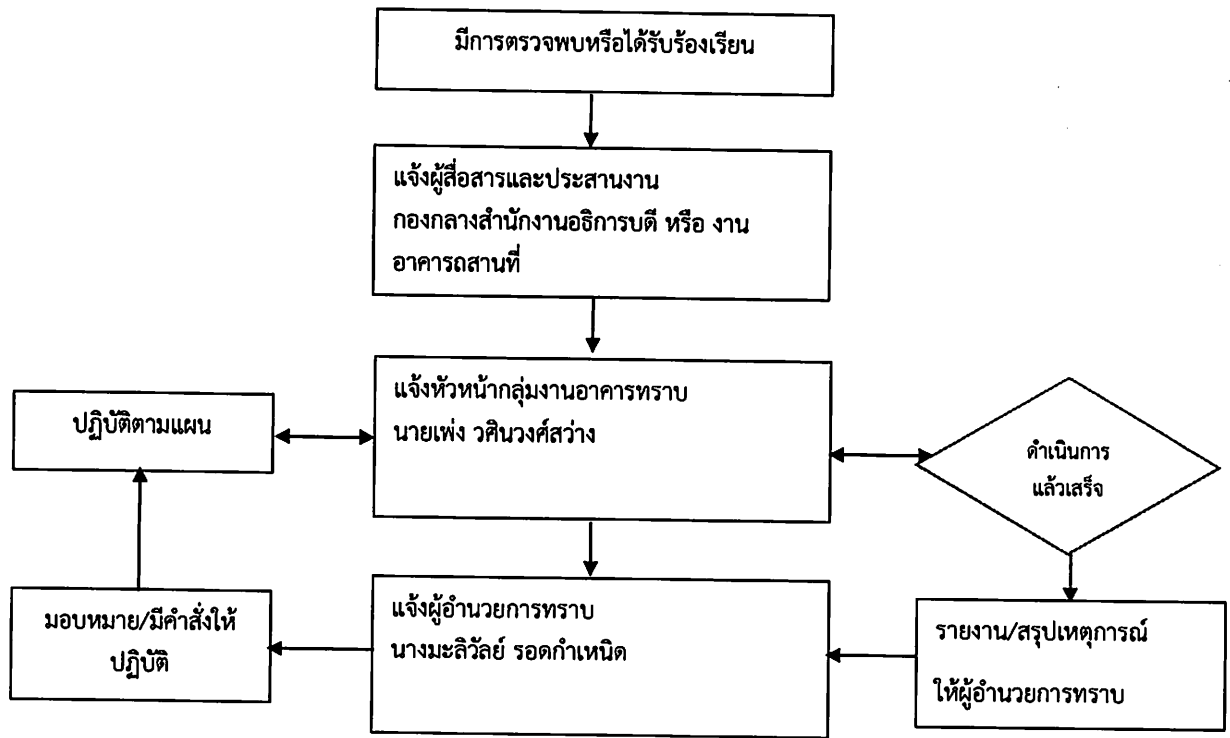 มีการตรวจพบหรือได้รับร้องเรียน
แจ้งผู้สื่อสารและประสานงาน
กองกลางสำนักงานอธิการบดี หรือ งาน
อาคารถสานที่
แจ้งหัวหน้ากลุ่มงานอาคารทราบ
นายเพ่ง วศินวงศ์สว่าง
ปฏิบัติตามแผน
ดำเนินการ
แล้วเสร็จ
แจ้งผู้อำนวยการทราบ
นางมะลิวัลย์ รอดกำเหนิด
มอบหมาย/มีคำสั่งให้
ปฏิบัติ
รายงาน/สรุปเหตุการณ์
ให้ผู้อำนวยการทราบ